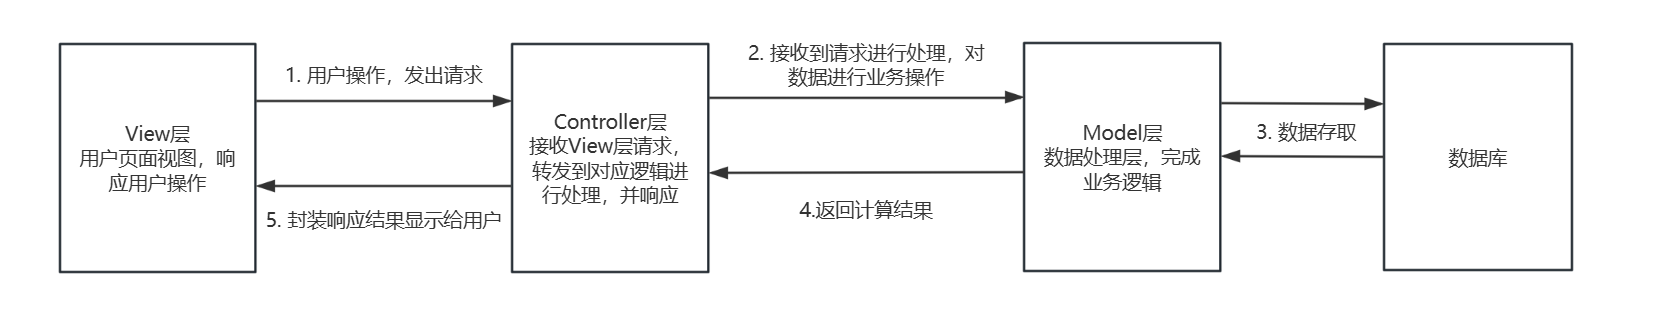 View层
用户页面视图，响
应用户操作
1. 用户操作，发出请求
5. 封装响应结果显示给用户
Controller层
接收View层请求，
转发到对应逻辑进
行处理，并响应
2. 接收到请求进行处理，对
数据进行业务操作
4.返回计算结果
Model层
数据处理层，完成
业务逻辑
3. 数据存取
数据库